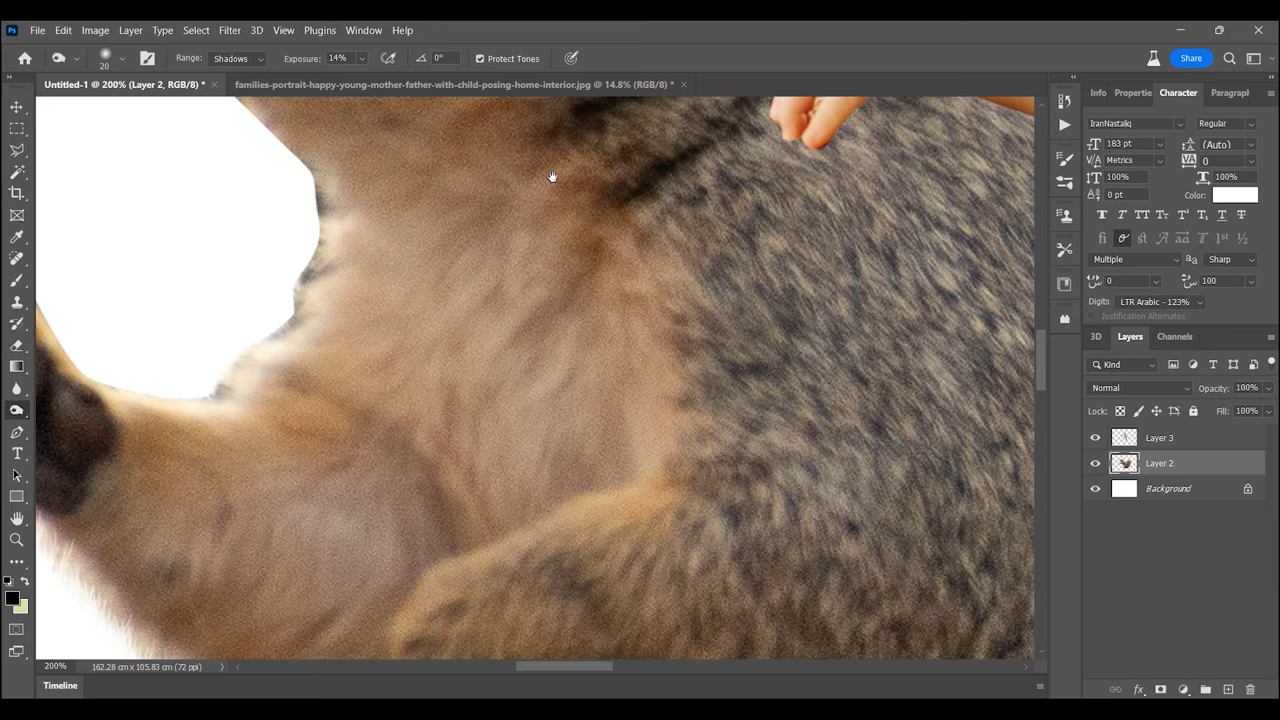 Ps File Edit Image Layer Type Select Filter 3D View Plugins Window Help
20 Range: Shadows Exposure: 14% 0° Protect Tones Share
Untitled-1 @ 200% (Layer 2, RGB/8) * families-portrait-happy-young-mother-father-with-child-posing-home-interior.jpg @ 14.8% (RGB/8) *
Info Propertie Character Paragraph
IranNastaliq Regular
183 pt (Auto)
Metrics 0
100% 100%
0 pt Color:
Multiple Sharp
0 100
Digits LTR Arabic - 123%
Justification Alternates
3D Layers Channels
Kind
Normal Opacity: 100%
Lock: Fill: 100%
Layer 3
Layer 2
Background
200% 162.28 cm x 105.83 cm (72 ppi)
Timeline